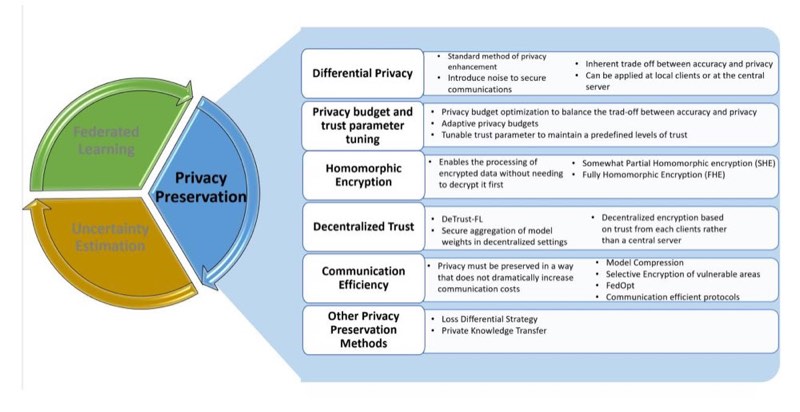 Federated
Learning
Privacy
Preservation
Uncertainty
Estimation
Differential Privacy
• Standard method of privacy
enhancement
• Introduce noise to secure
communications
• Inherent trade off between accuracy and privacy
• Can be applied at local clients or at the central
server
Privacy budget and
trust parameter
tuning
• Privacy budget optimization to balance the trad-off between accuracy and privacy
• Adaptive privacy budgets
• Tunable trust parameter to maintain a predefined levels of trust
Homomorphic
Encryption
• Enables the processing of
encrypted data without needing
to decrypt it first
• Somewhat Partial Homomorphic encryption (SHE)
• Fully Homomorphic Encryption (FHE)
Decentralized Trust
• DeTrust-FL
• Secure aggregation of model
weights in decentralized settings
• Decentralized encryption based
on trust from each clients rather
than a central server
Communication
Efficiency
• Privacy must be preserved in a way
that does not dramatically increase
communication costs
• Model Compression
• Selective Encryption of vulnerable areas
• FedOpt
• Communication efficient protocols
Other Privacy
Preservation
Methods
• Loss Differential Strategy
• Private Knowledge Transfer